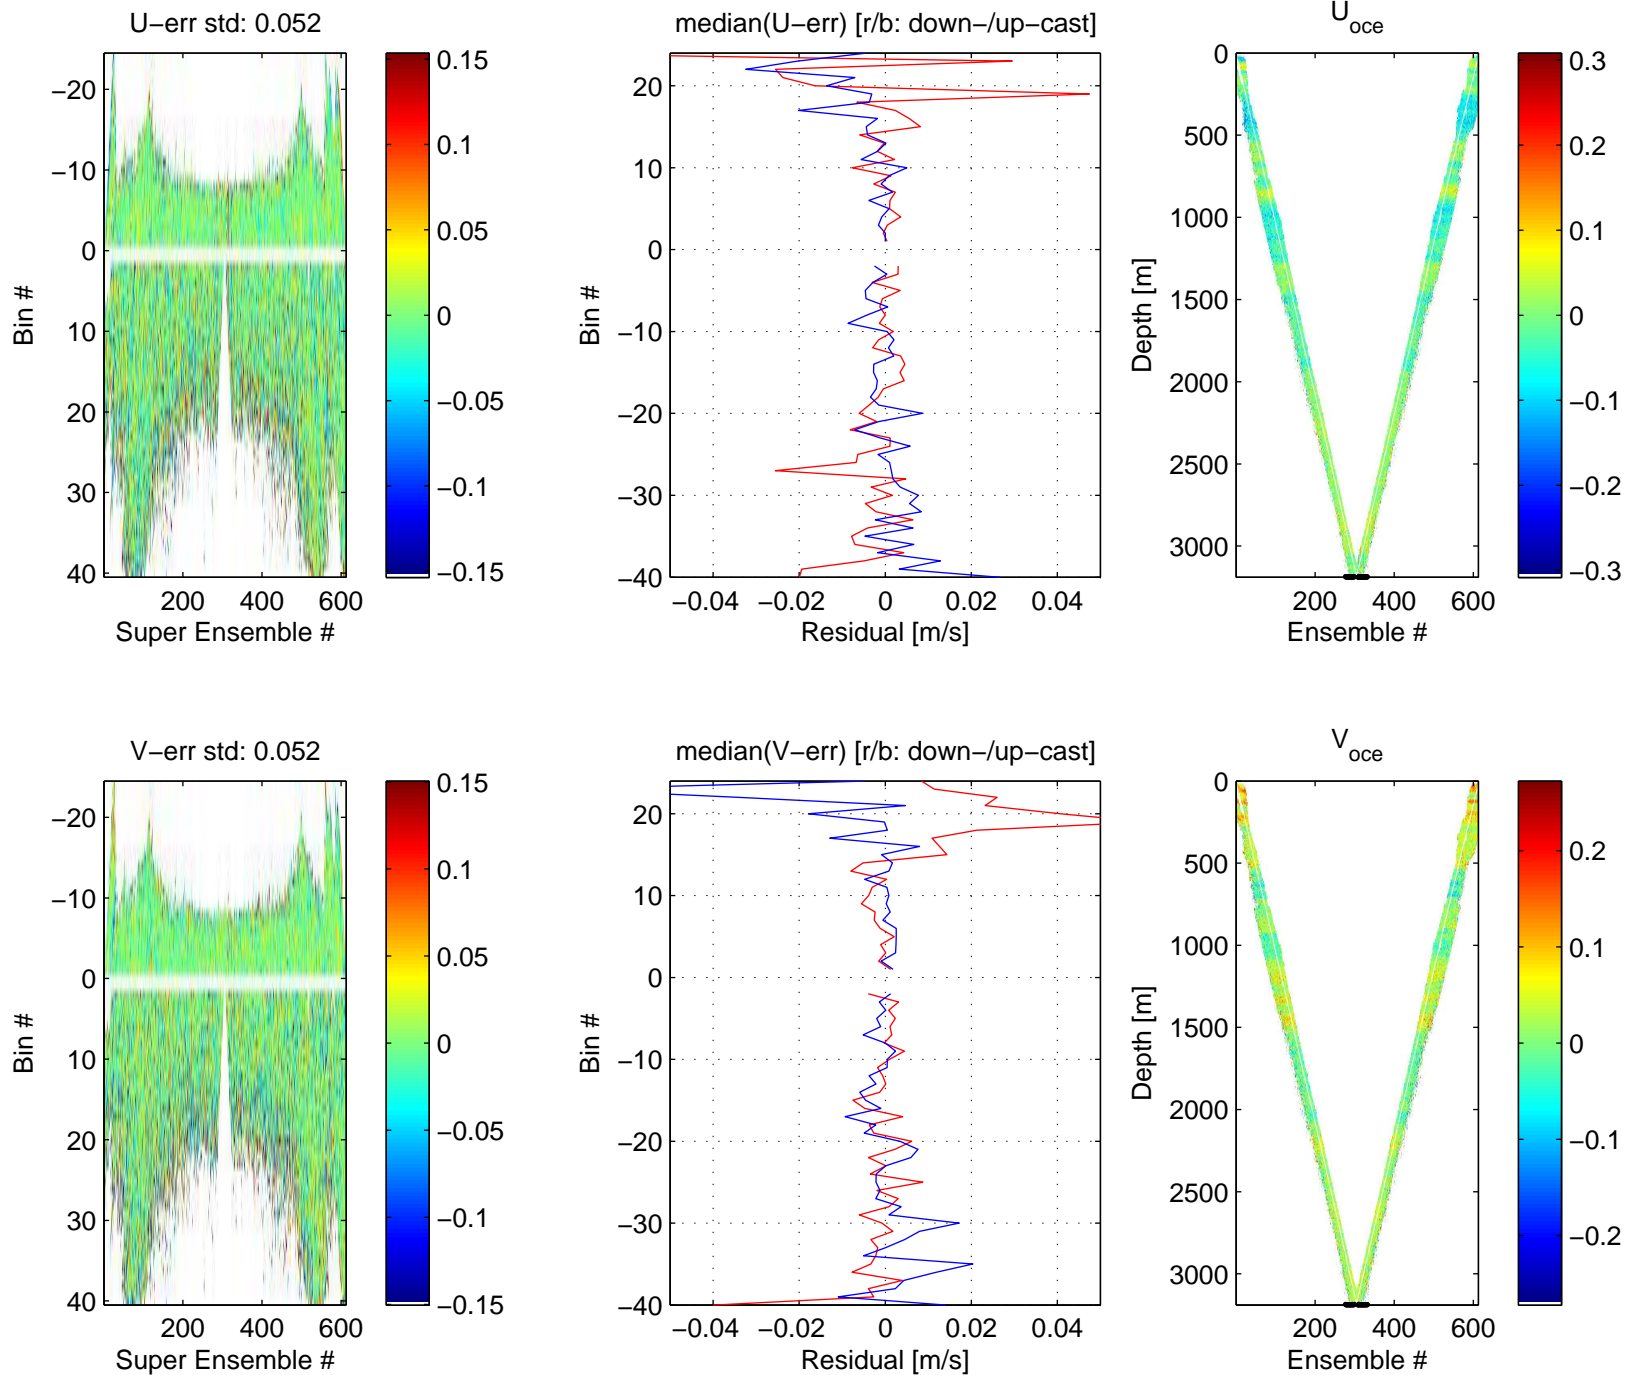 U−err std: 0.052
−20
−10
0
10
20
30
40
Bin #
200 400 600
Super Ensemble #
0.15
0.1
0.05
0
−0.05
−0.1
−0.15
median(U−err) [r/b: down−/up−cast]
20
10
0
−10
−20
−30
−40
Bin #
−0.04 −0.02 0 0.02 0.04
Residual [m/s]
U_oce
0
500
1000
1500
2000
2500
3000
Depth [m]
200 400 600
Ensemble #
0.3
0.2
0.1
0
−0.1
−0.2
−0.3
V−err std: 0.052
−20
−10
0
10
20
30
40
Bin #
200 400 600
Super Ensemble #
0.15
0.1
0.05
0
−0.05
−0.1
−0.15
median(V−err) [r/b: down−/up−cast]
20
10
0
−10
−20
−30
−40
Bin #
−0.04 −0.02 0 0.02 0.04
Residual [m/s]
V_oce
0
500
1000
1500
2000
2500
3000
Depth [m]
200 400 600
Ensemble #
0.2
0.1
0
−0.1
−0.2